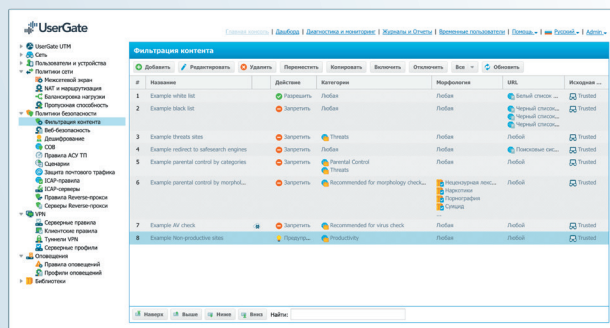 UserGate
Главная консоль | Дашборд | Диагностика и мониторинг | Журналы и Отчеты | Временные пользователи | Помощь | Русский | Admin
UserGate UTM
Сеть
Пользователи и устройства
Политики сети
Межсетевой экран
NAT и маршрутизация
Балансировка нагрузки
Пропускная способность
Политики безопасности
Фильтрация контента
Веб-безопасность
Дешифрование
СОВ
Правила АСУ ТП
Сценарии
Защита почтового трафика
ICAP-правила
ICAP-серверы
Правила Reverse-прокси
Серверы Reverse-прокси
VPN
Серверные правила
Клиентские правила
Туннели VPN
Серверные профили
Оповещения
Правила оповещений
Профили оповещений
Библиотеки
Фильтрация контента
Добавить Редактировать Удалить Переместить Копировать Включить Отключить Все Обновить
# Название Действие Категории Морфология URL Исходная ...
1 Example white list Разрешить Любая Любая Белый список ... Trusted
2 Example black list Запретить Любая Любая Черный список... Trusted
Черный список...
Черный список...
3 Example threats sites Запретить Threats Любая Любой Trusted
4 Example redirect to safesearch engines Запретить Любая Любая Поисковые сис... Trusted
5 Example parental control by categories Запретить Parental Control Любая Любой Trusted
Threats
6 Example parental control by morphol... Запретить Recommended for morphology check... Нецензурная лекс... Любой Trusted
Наркотики
Порнография
Суицид
...
7 Example AV check Запретить Recommended for virus check Любая Любой Trusted
8 Example Non-productive sites Предупр... Productivity Любая Любой Trusted
Наверх Выше Ниже Вниз Найти: